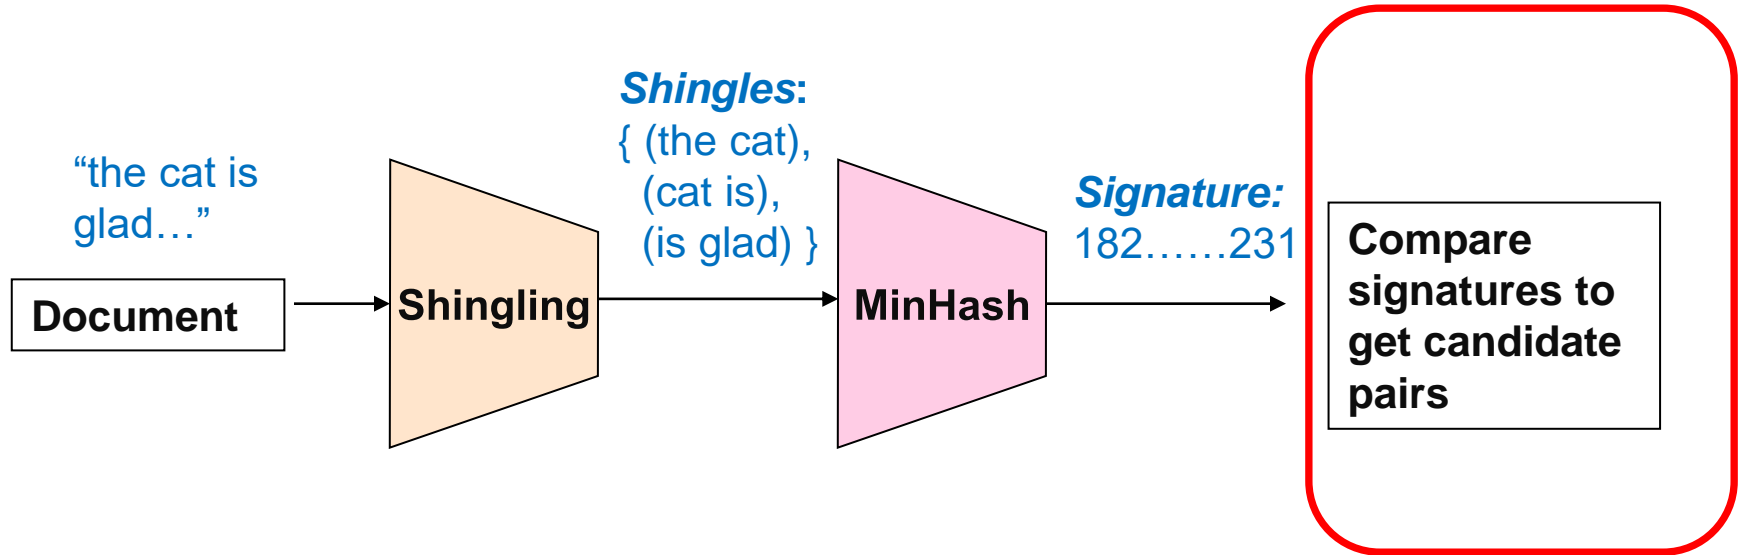 “the cat is
glad…”
Document
Shingling
Shingles:
{ (the cat),
(cat is),
(is glad) }
MinHash
Signature:
182……231
Compare
signatures to
get candidate
pairs